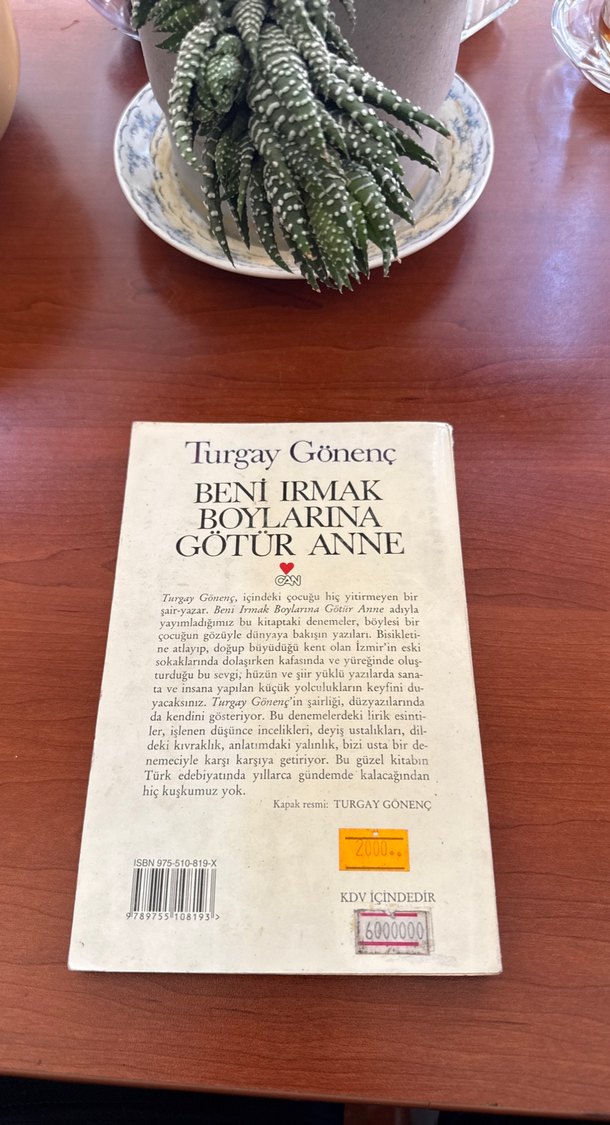 Turgay Gönenç
BENİ IRMAK
BOYLARINA
GÖTÜR ANNE
CAN
Turgay Gönenç, içindeki çocuğu hiç yitirmeyen bir
şair-yazar. Beni Irmak Boylarına Götür Anne adıyla
yayımladığımız bu kitaptaki denemeler, böylesi bir
çocuğun gözüyle dünyaya bakışın yazıları. Bisikleti-
ne atlayıp, doğup büyüdüğü kent olan İzmir'in eski
sokaklarında dolaşırken kafasında ve yüreğinde oluş-
turduğu bu sevgi, hüzün ve şiir yüklü yazılarda sana-
ta ve insana yapılan küçük yolculukların keyfini du-
yacaksınız. Turgay Gönenç'in şairliği, düzyazılarında
da kendini gösteriyor. Bu denemelerdeki lirik esinti-
ler, işlenen düşünce incelikleri, deyiş ustalıkları, dil-
deki kıvraklık, anlatımdaki yalınlık, bizi usta bir de-
nemeciyle karşı karşıya getiriyor. Bu güzel kitabın
Türk edebiyatında yıllarca gündemde kalacağından
hiç kuşkumuz yok.
Kapak resmi: TURGAY GÖNENÇ
2000..
ISBN 975-510-819-X
9789755108193>
KDV İÇİNDEDİR
6000000